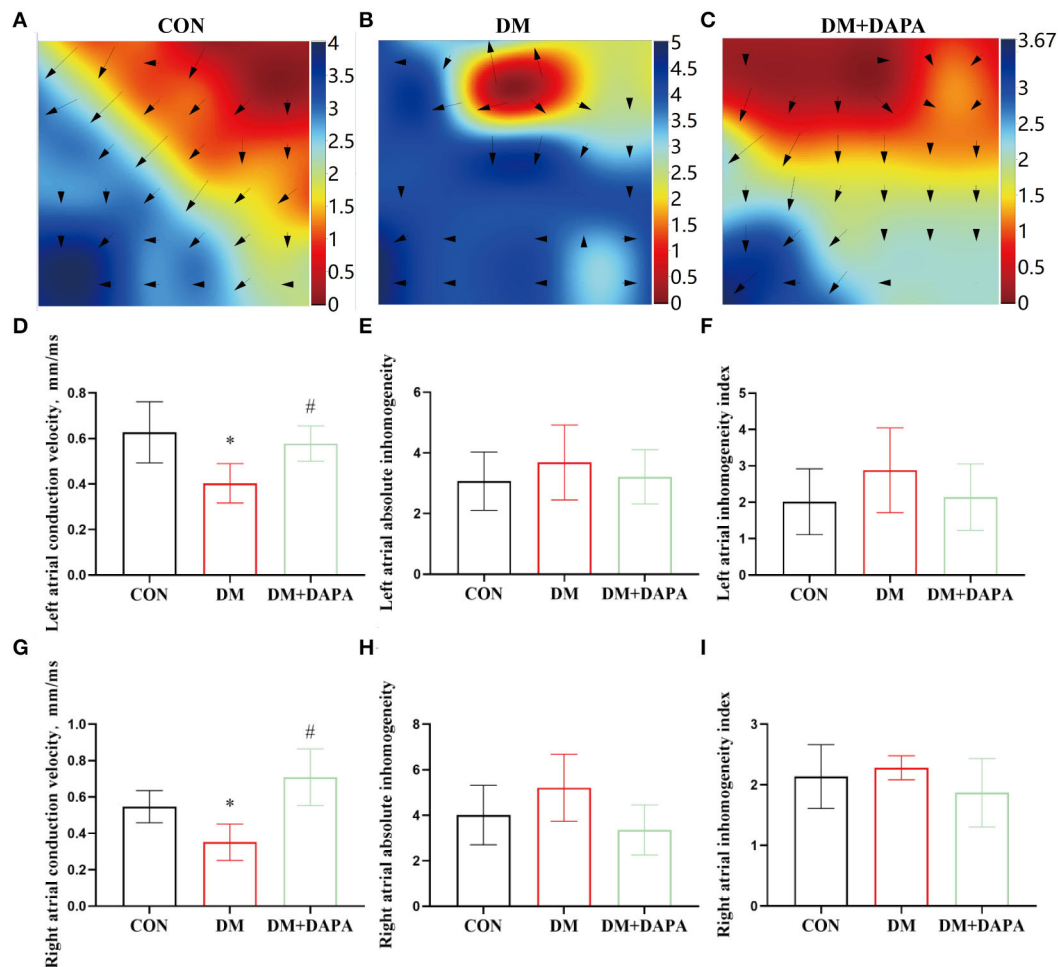 A CON
B DM
C DM+DAPA
4
3.5
3
2.5
2
1.5
1
0.5
0
5
4.5
4
3.5
3
2.5
2
1.5
1
0.5
0
3.67
3
2.5
2
1.5
1
0.5
0
D
Left atrial conduction velocity, mm/ms
0.8
0.6
0.4
0.2
0.0
*
#
CON DM DM+DAPA
E
Left atrial absolute inhomogeneity
6
4
2
0
CON DM DM+DAPA
F
Left atrial inhomogeneity index
5
4
3
2
1
0
CON DM DM+DAPA
G
Right atrial conduction velocity, mm/ms
1.0
0.8
0.6
0.4
0.2
0.0
*
#
CON DM DM+DAPA
H
Right atrial absolute inhomogeneity
8
6
4
2
0
CON DM DM+DAPA
I
Right atrial inhomogeneity index
3
2
1
0
CON DM DM+DAPA